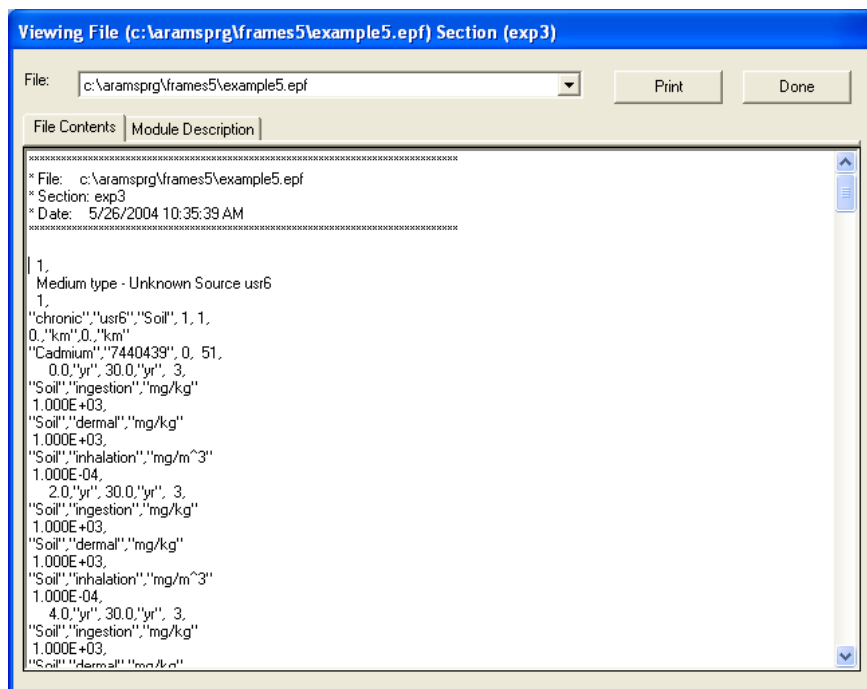 Viewing File (c:\aramsprg\frames5\example5.epf) Section (exp3)
File: c:\aramsprg\frames5\example5.epf Print Done
File Contents Module Description
******************************************************************************
* File: c:\aramsprg\frames5\example5.epf
* Section: exp3
* Date: 5/26/2004 10:35:39 AM
******************************************************************************
1,
Medium type - Unknown Source usr6
1,
"chronic","usr6","Soil", 1, 1,
0.,"km",0.,"km"
"Cadmium","7440439", 0, 51,
0.0,"yr", 30.0,"yr", 3,
"Soil","ingestion","mg/kg"
1.000E+03,
"Soil","dermal","mg/kg"
1.000E+03,
"Soil","inhalation","mg/m^3"
1.000E-04,
2.0,"yr", 30.0,"yr", 3,
"Soil","ingestion","mg/kg"
1.000E+03,
"Soil","dermal","mg/kg"
1.000E+03,
"Soil","inhalation","mg/m^3"
1.000E-04,
4.0,"yr", 30.0,"yr", 3,
"Soil","ingestion","mg/kg"
1.000E+03,
"Soil","dermal","mg/kg"